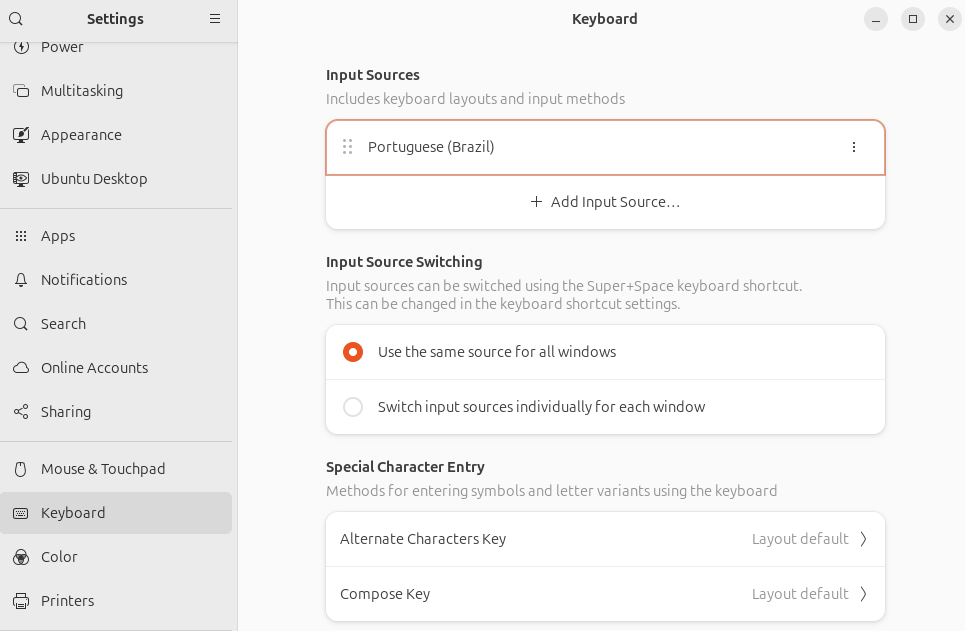 Settings
Power
Multitasking
Appearance
Ubuntu Desktop
Apps
Notifications
Search
Online Accounts
Sharing
Mouse & Touchpad
Keyboard
Color
Printers
Keyboard
Input Sources
Includes keyboard layouts and input methods
Portuguese (Brazil)
+ Add Input Source…
Input Source Switching
Input sources can be switched using the Super+Space keyboard shortcut.
This can be changed in the keyboard shortcut settings.
Use the same source for all windows
Switch input sources individually for each window
Special Character Entry
Methods for entering symbols and letter variants using the keyboard
Alternate Characters Key Layout default
Compose Key Layout default